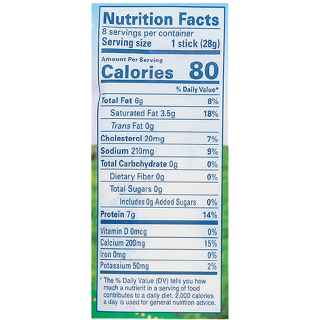 Nutrition Facts
8 servings per container
Serving size 1 stick (28g)
Amount Per Serving
Calories 80
% Daily Value*
Total Fat 6g 8%
Saturated Fat 3.5g 18%
Trans Fat 0g
Cholesterol 20mg 7%
Sodium 210mg 9%
Total Carbohydrate 0g 0%
Dietary Fiber 0g 0%
Total Sugars 0g
Includes 0g Added Sugars 0%
Protein 7g 14%
Vitamin D 0mcg 0%
Calcium 200mg 15%
Iron 0mg 0%
Potassium 50mg 2%
* The % Daily Value (DV) tells you how
much a nutrient in a serving of food
contributes to a daily diet. 2,000 calories
a day is used for general nutrition advice.